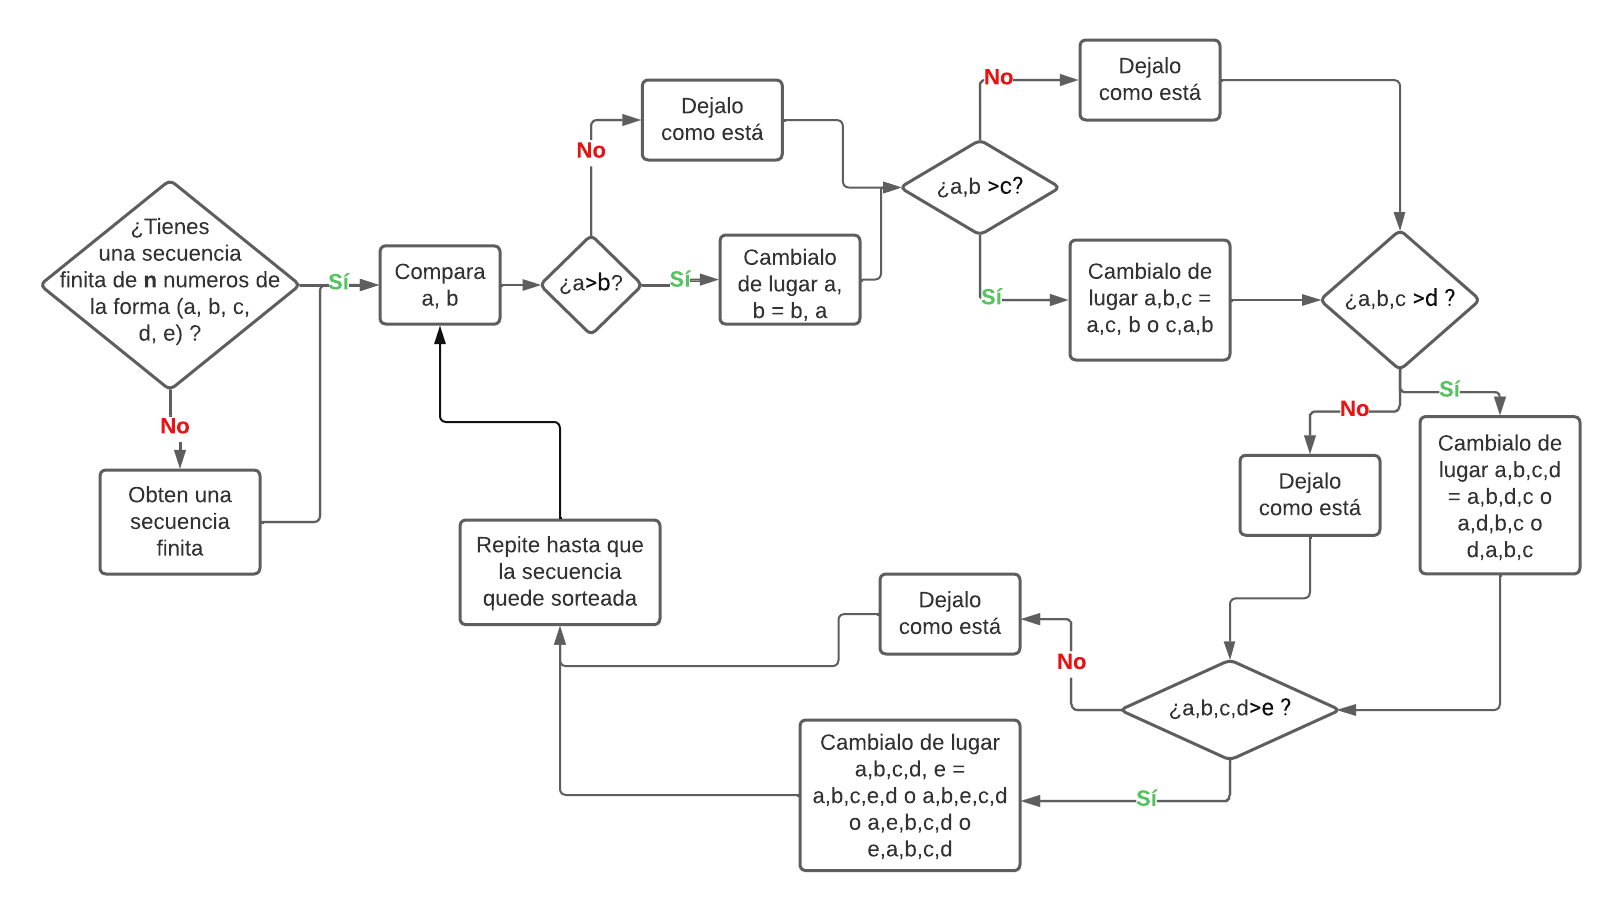 ¿Tienes
una secuencia
finita de n numeros de
la forma (a, b, c,
d, e) ?
Sí
No
Obten una
secuencia
finita
Compara
a, b
¿a>b?
No
Dejalo
como está
Sí
Cambialo
de lugar a,
b = b, a
¿a,b >c?
No
Dejalo
como está
Sí
Cambialo de
lugar a,b,c =
a,c, b o c,a,b
¿a,b,c >d ?
No
Dejalo
como está
Sí
Cambialo de
lugar a,b,c,d
= a,b,d,c o
a,d,b,c o
d,a,b,c
¿a,b,c,d>e ?
No
Dejalo
como está
Sí
Cambialo de lugar
a,b,c,d, e =
a,b,c,e,d o a,b,e,c,d
o a,e,b,c,d o
e,a,b,c,d
Repite hasta que
la secuencia
quede sorteada